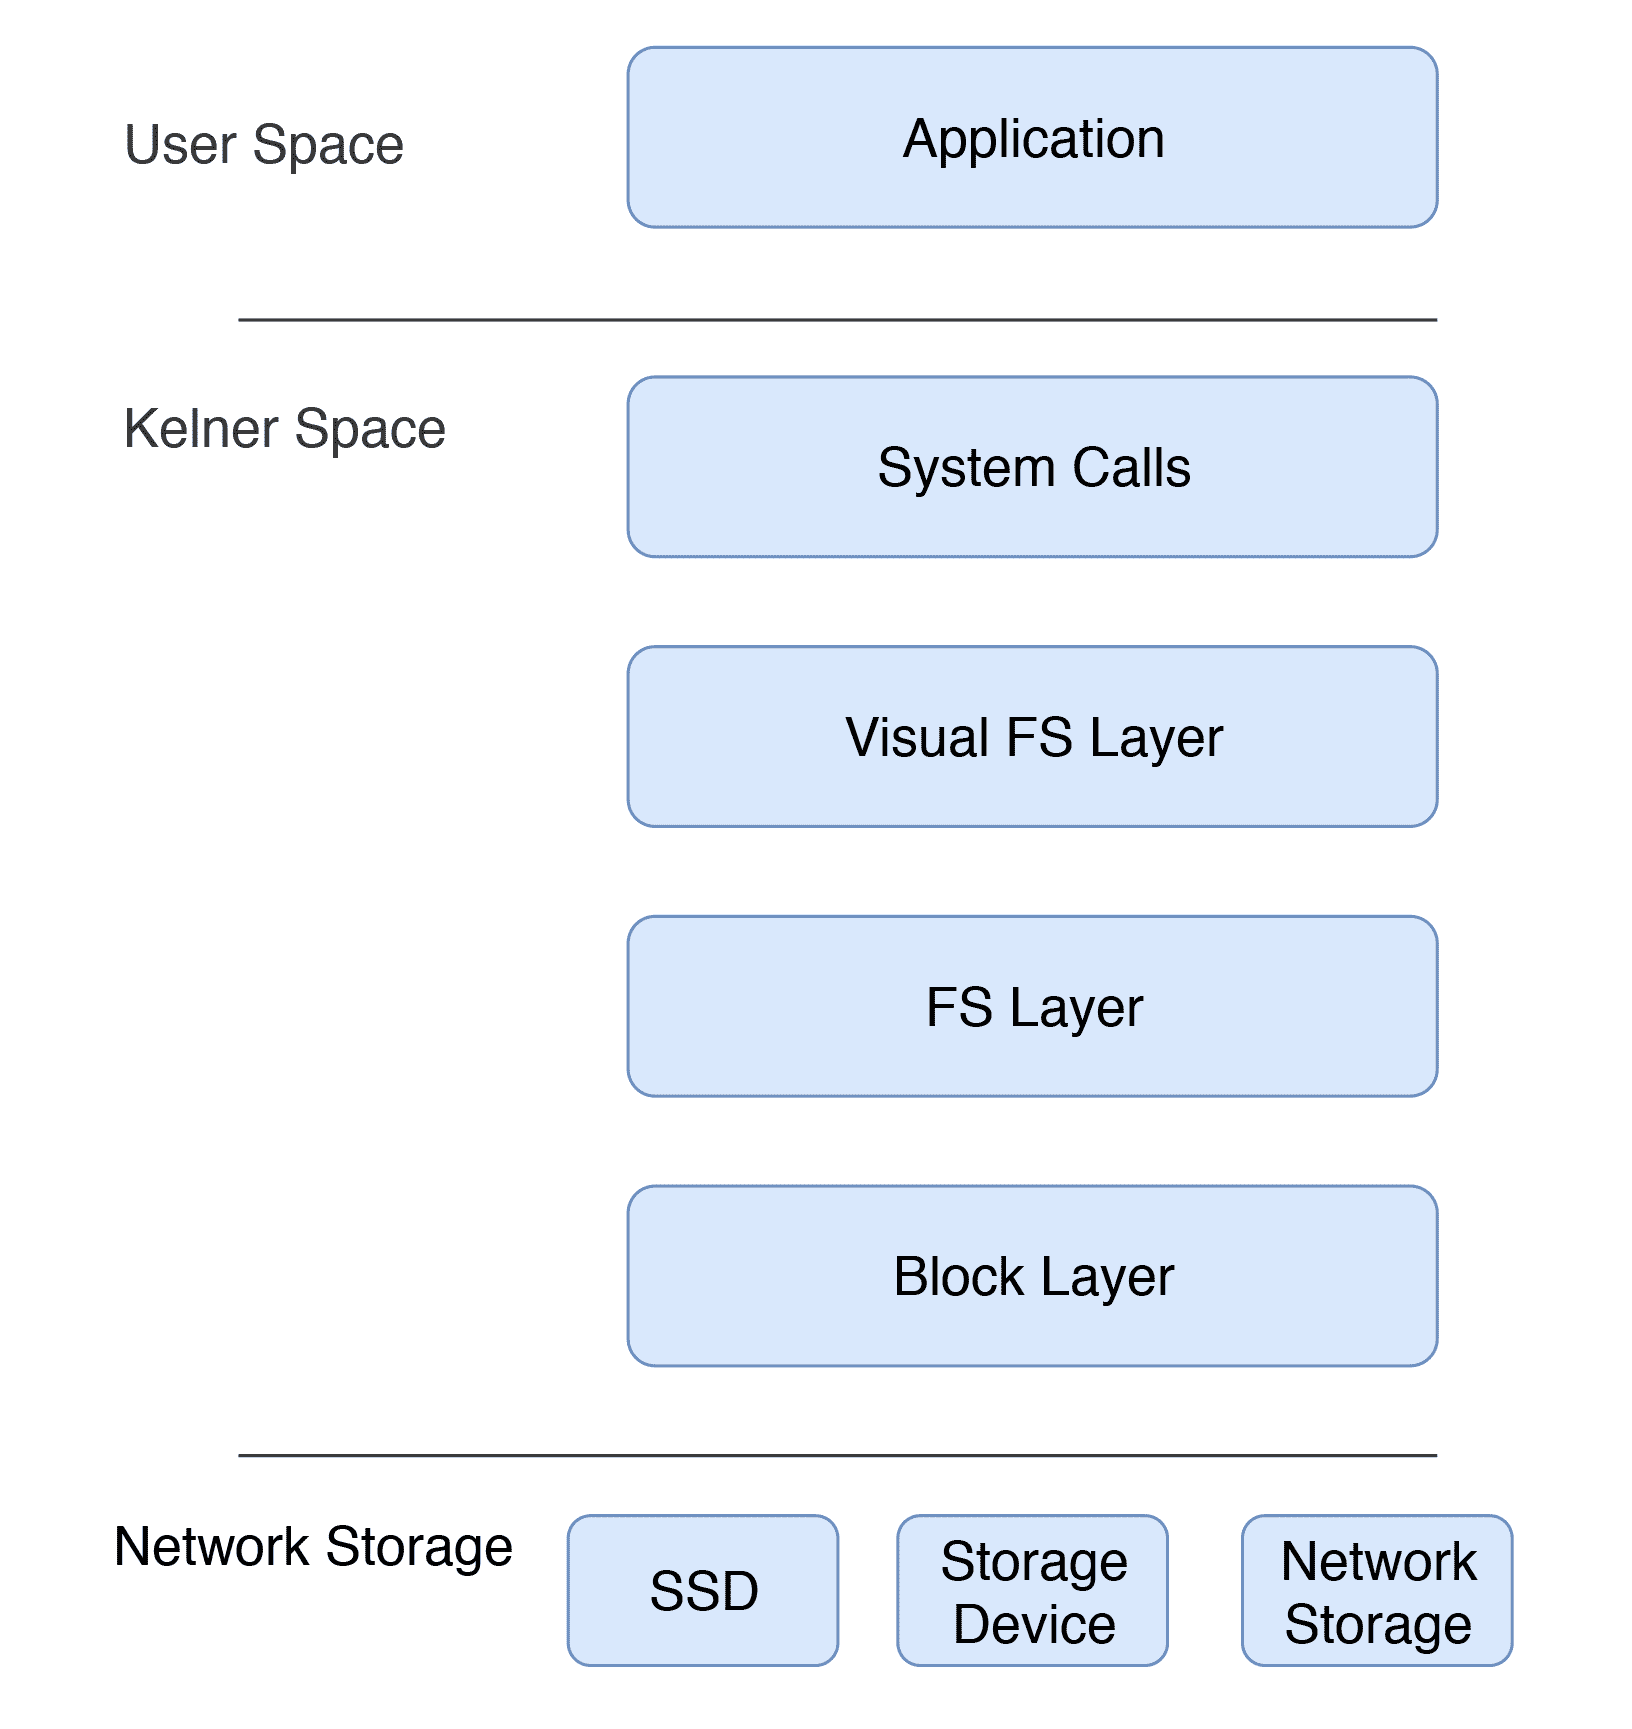 User Space
Application
Kelner Space
System Calls
Visual FS Layer
FS Layer
Block Layer
Network Storage
SSD
Storage
Device
Network
Storage